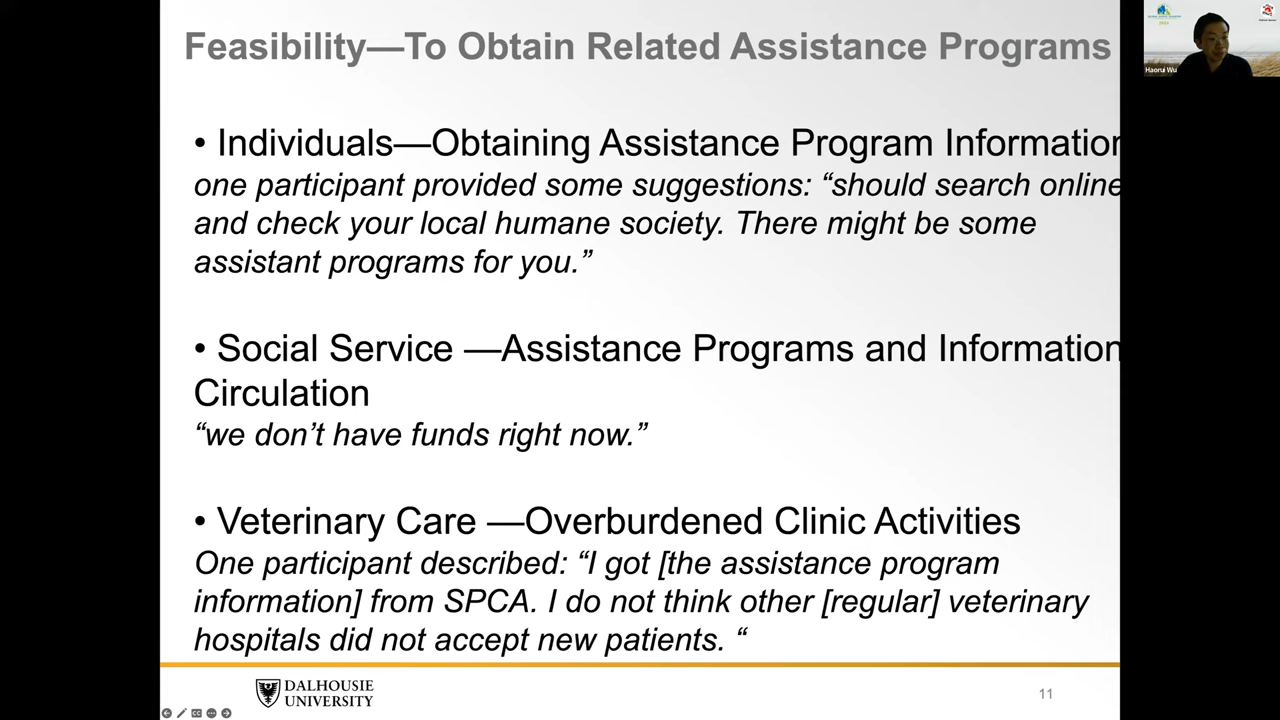 Feasibility—To Obtain Related Assistance Programs
• Individuals—Obtaining Assistance Program Information
one participant provided some suggestions: “should search online
and check your local humane society. There might be some
assistant programs for you.”
• Social Service —Assistance Programs and Information
Circulation
“we don’t have funds right now.”
• Veterinary Care —Overburdened Clinic Activities
One participant described: “I got [the assistance program
information] from SPCA. I do not think other [regular] veterinary
hospitals did not accept new patients. “
DALHOUSIE
UNIVERSITY
11
Haorui Wu